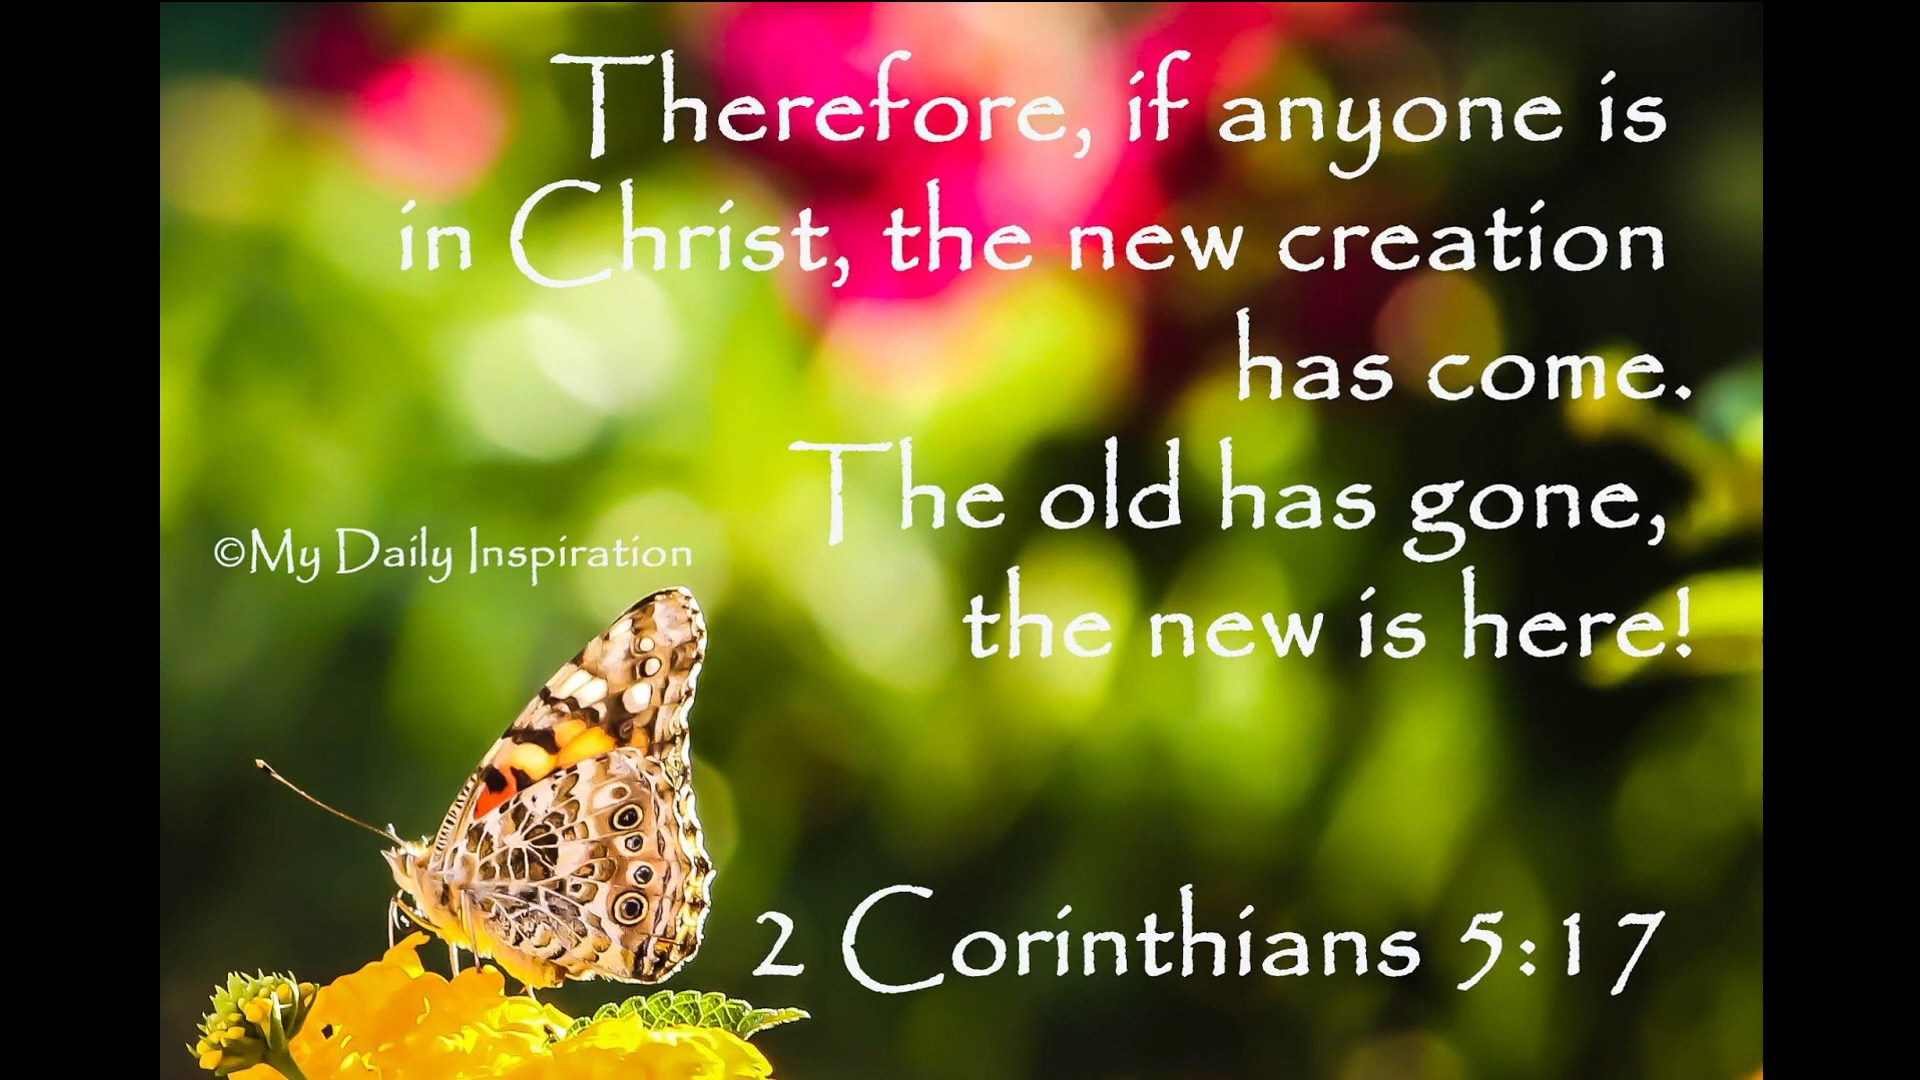 Therefore, if anyone is
in Christ, the new creation
has come.
The old has gone,
the new is here!
©My Daily Inspiration
2 Corinthians 5:17